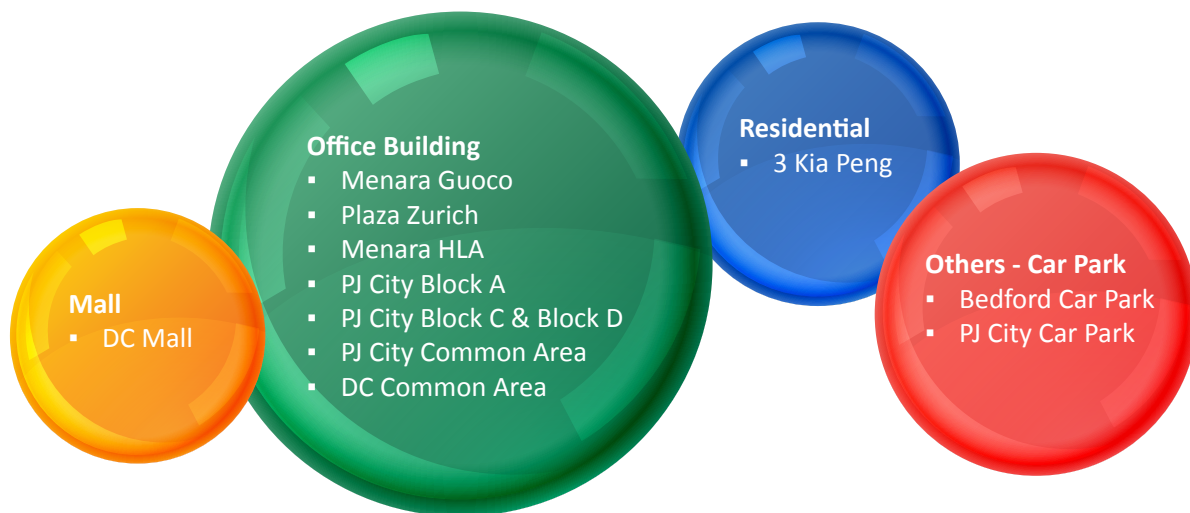 Mall
▪ DC Mall
Office Building
▪ Menara Guoco
▪ Plaza Zurich
▪ Menara HLA
▪ PJ City Block A
▪ PJ City Block C & Block D
▪ PJ City Common Area
▪ DC Common Area
Residential
▪ 3 Kia Peng
Others - Car Park
▪ Bedford Car Park
▪ PJ City Car Park